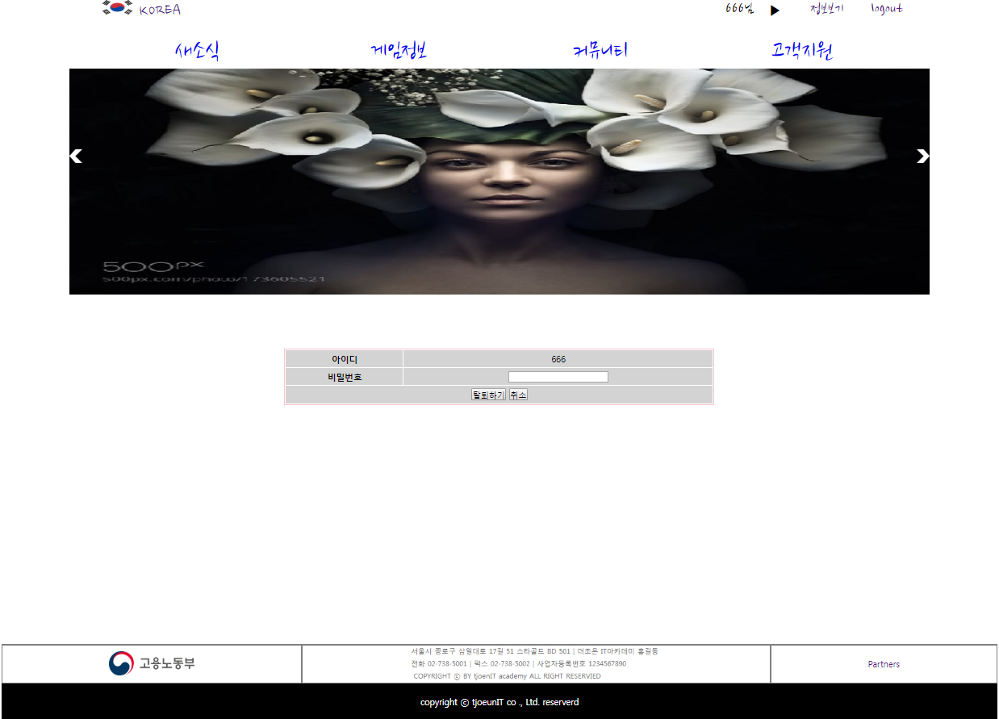 KOREA 666님 ▶ 정보보기 logout
새소식 게임정보 커뮤니티 고객지원
500px
500px.com/photo/173605521
아이디 666
비밀번호
탈퇴하기 취소
고용노동부
서울시 종로구 삼일대로 17길 51 스타골드 BD 501 | 더조은 IT아카데미 홍길동
전화 02-738-5001 | 팩스 02-738-5002 | 사업자등록번호 1234567890
COPYRIGHT ⓒ BY tjoenIT academy ALL RIGHT RESERVIED
Partners
copyright ⓒ tjoeunIT co ., Ltd. reserverd